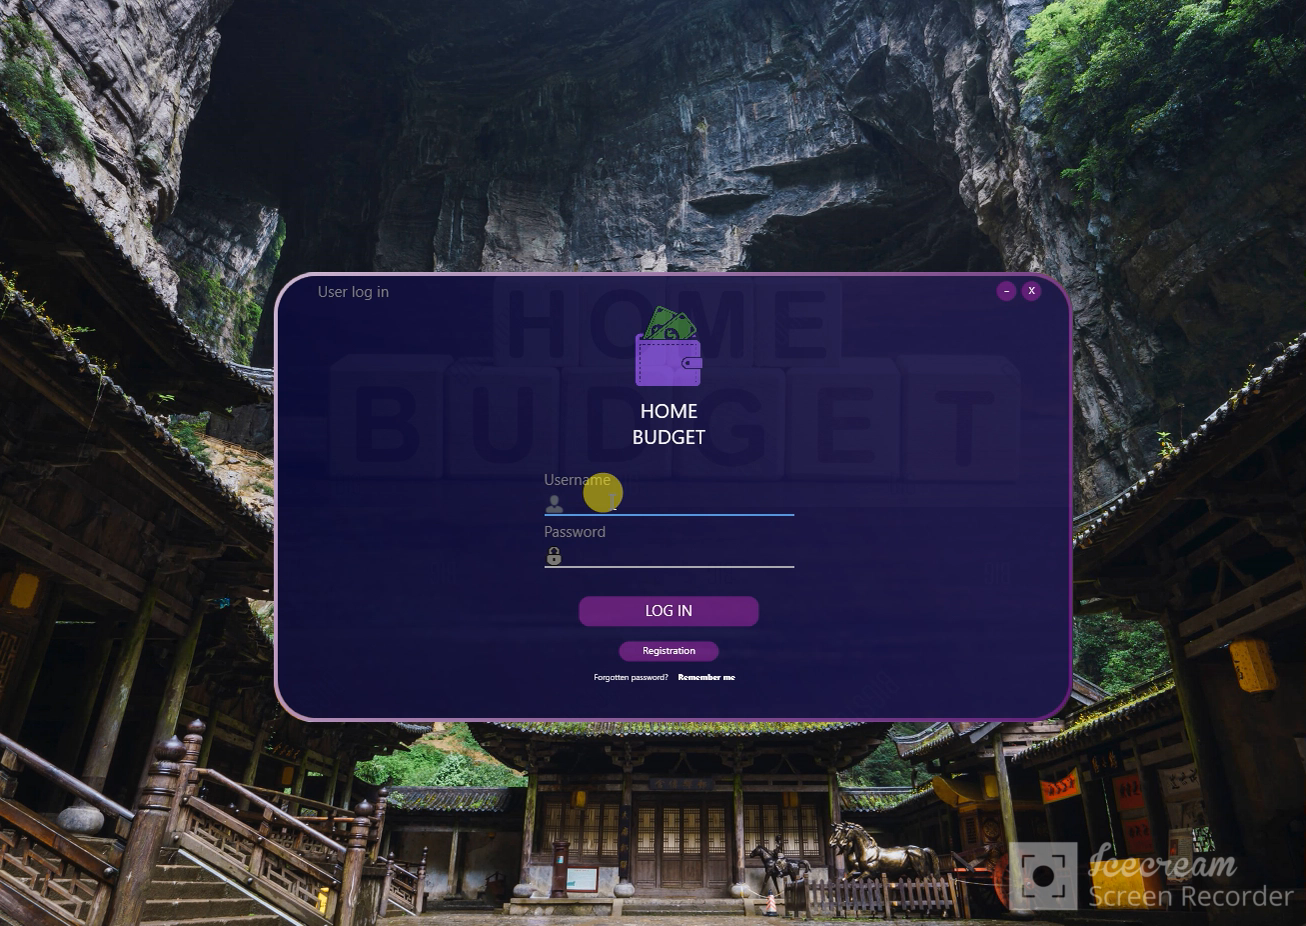 User log in
–
X
HOME
BUDGET
HOME
BUDGET
Username
Password
LOG IN
Registration
Forgotten password? Remember me
Icecream
Screen Recorder